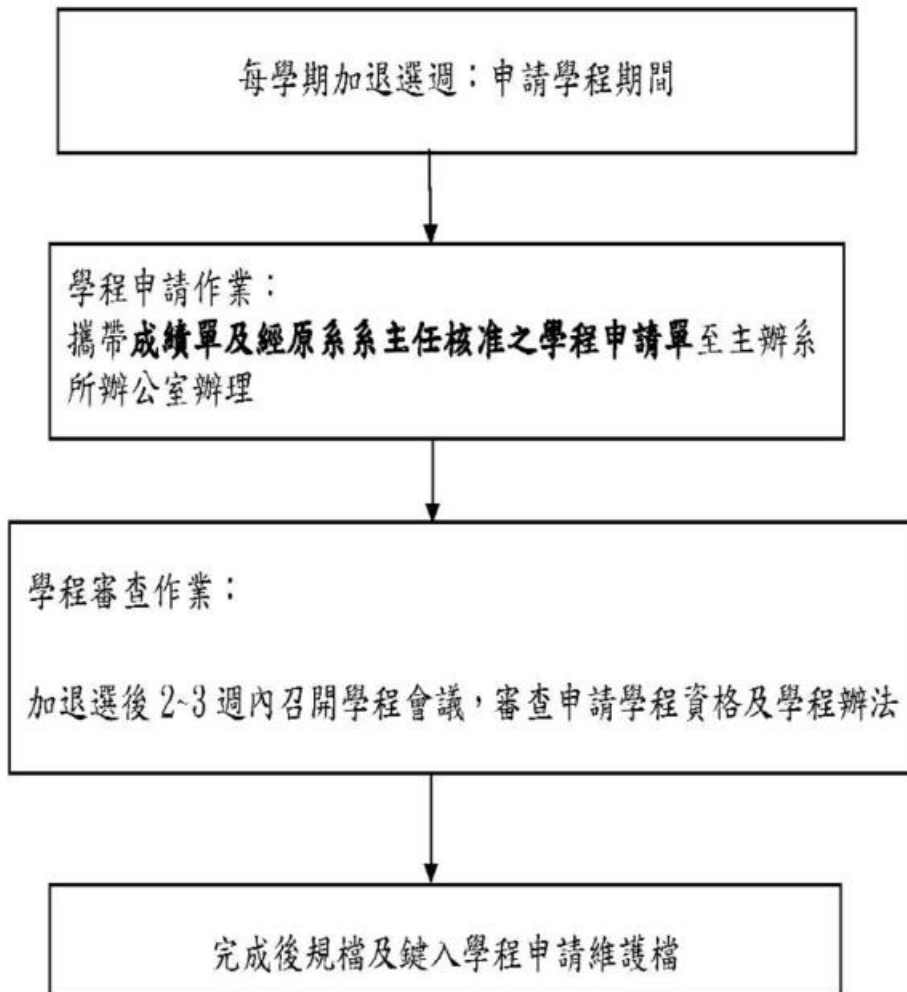 每學期加退選週：申請學程期間
學程申請作業：
攜帶成績單及經原系系主任核准之學程申請單至主辦系
所辦公室辦理
學程審查作業：
加退選後 2~3 週內召開學程會議，審查申請學程資格及學程辦法
完成後規檔及鍵入學程申請維護檔